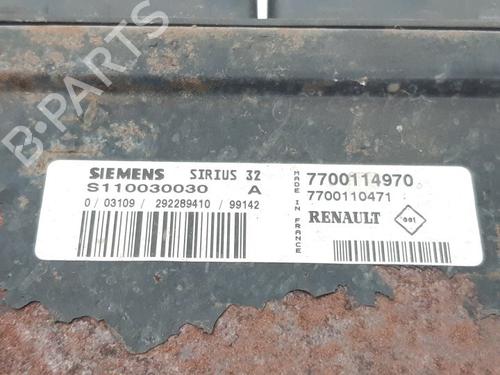 B-PARTS
SIEMENS SIRIUS 32
S110030030 A
0 / 03109 / 292289410 / 99142
MADE IN FRANCE
7700114970
7700110471
RENAULT